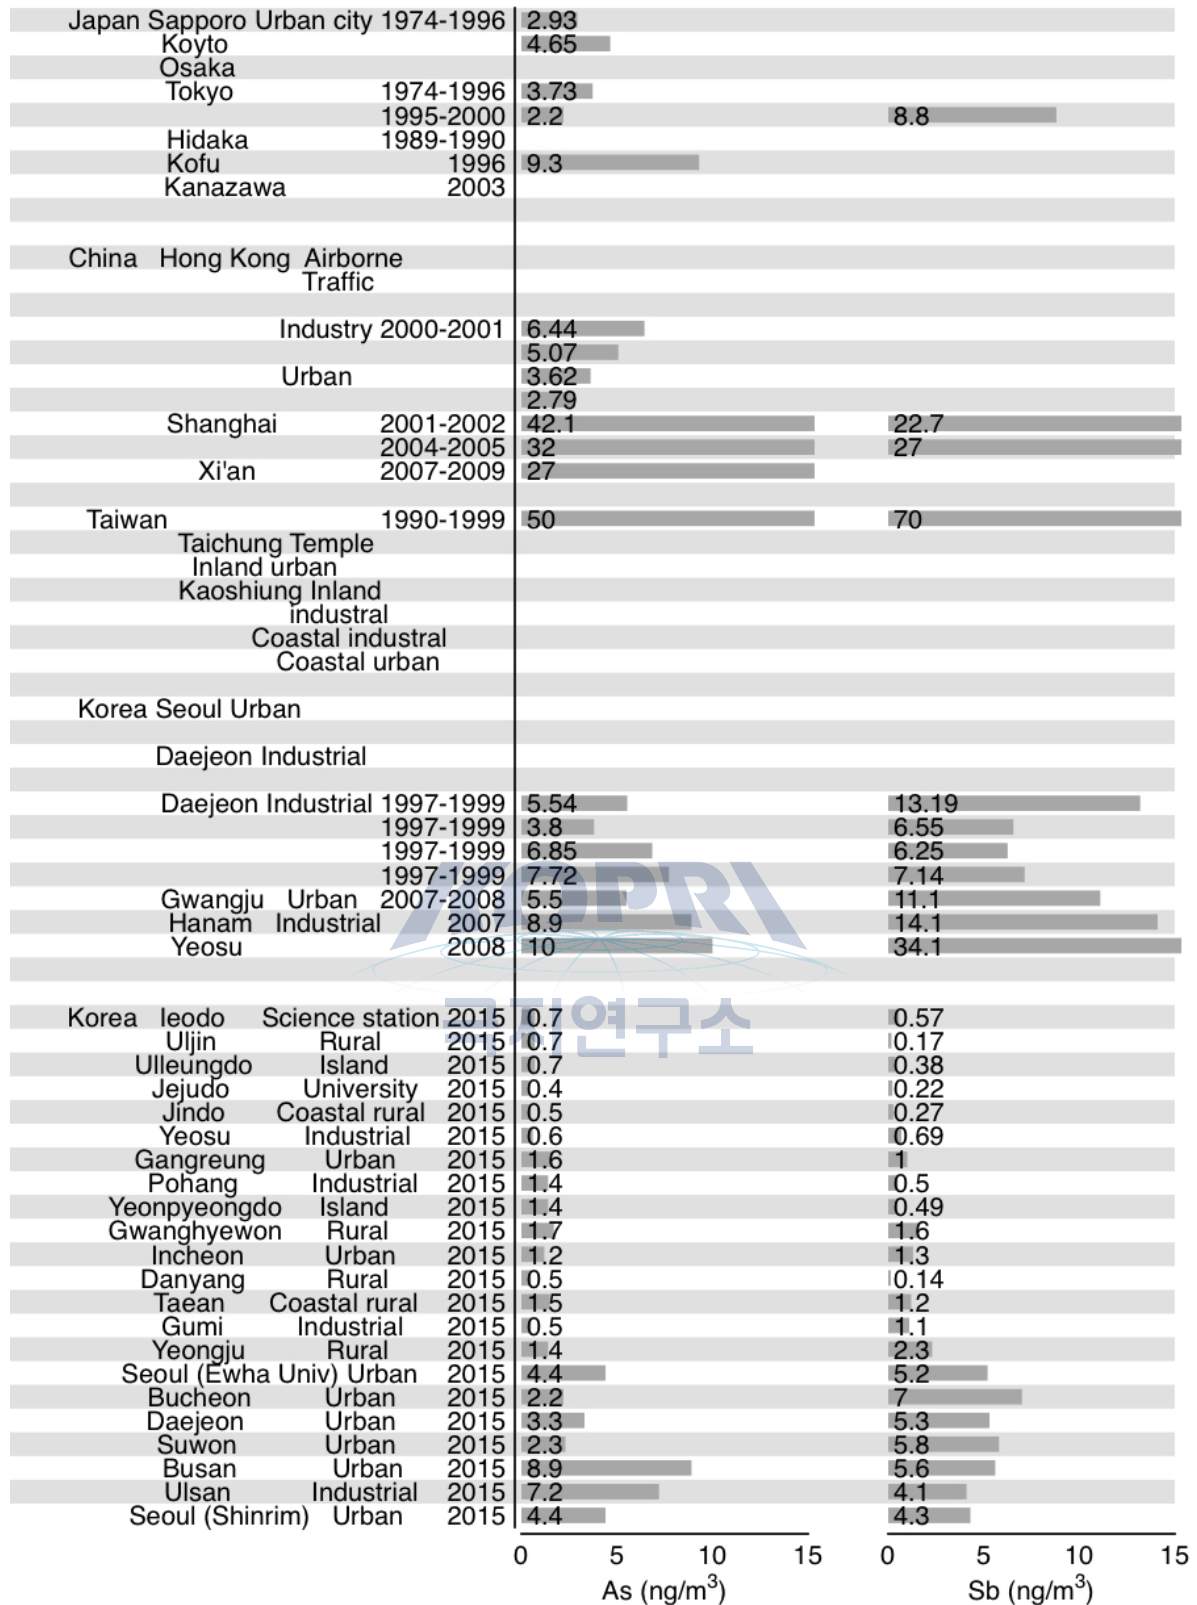 Japan Sapporo Urban city 1974-1996 2.93
Koyto 4.65
Osaka
Tokyo 1974-1996 3.73
1995-2000 2.2 8.8
Hidaka 1989-1990
Kofu 1996 9.3
Kanazawa 2003
China Hong Kong Airborne
Traffic
Industry 2000-2001 6.44
5.07
Urban 3.62
2.79
Shanghai 2001-2002 42.1 22.7
2004-2005 32 27
Xi'an 2007-2009 27
Taiwan 1990-1999 50 70
Taichung Temple
Inland urban
Kaoshiung Inland
industral
Coastal industral
Coastal urban
Korea Seoul Urban
Daejeon Industrial
Daejeon Industrial 1997-1999 5.54 13.19
1997-1999 3.8 6.55
1997-1999 6.85 6.25
1997-1999 7.72 7.14
Gwangju Urban 2007-2008 5.5 11.1
Hanam Industrial 2007 8.9 14.1
Yeosu 2008 10 34.1
KOPRI
극지연구소
Korea Ieodo Science station 2015 0.7 0.57
Uljin Rural 2015 0.7 0.17
Ulleungdo Island 2015 0.7 0.38
Jejudo University 2015 0.4 0.22
Jindo Coastal rural 2015 0.5 0.27
Yeosu Industrial 2015 0.6 0.69
Gangreung Urban 2015 1.6 1
Pohang Industrial 2015 1.4 0.5
Yeonpyeongdo Island 2015 1.4 0.49
Gwanghyewon Rural 2015 1.7 1.6
Incheon Urban 2015 1.2 1.3
Danyang Rural 2015 0.5 0.14
Taean Coastal rural 2015 1.5 1.2
Gumi Industrial 2015 0.5 1.1
Yeongju Rural 2015 1.4 2.3
Seoul (Ewha Univ) Urban 2015 4.4 5.2
Bucheon Urban 2015 2.2 7
Daejeon Urban 2015 3.3 5.3
Suwon Urban 2015 2.3 5.8
Busan Urban 2015 8.9 5.6
Ulsan Industrial 2015 7.2 4.1
Seoul (Shinrim) Urban 2015 4.4 4.3
0 5 10 15 0 5 10 15
As (ng/m³) Sb (ng/m³)